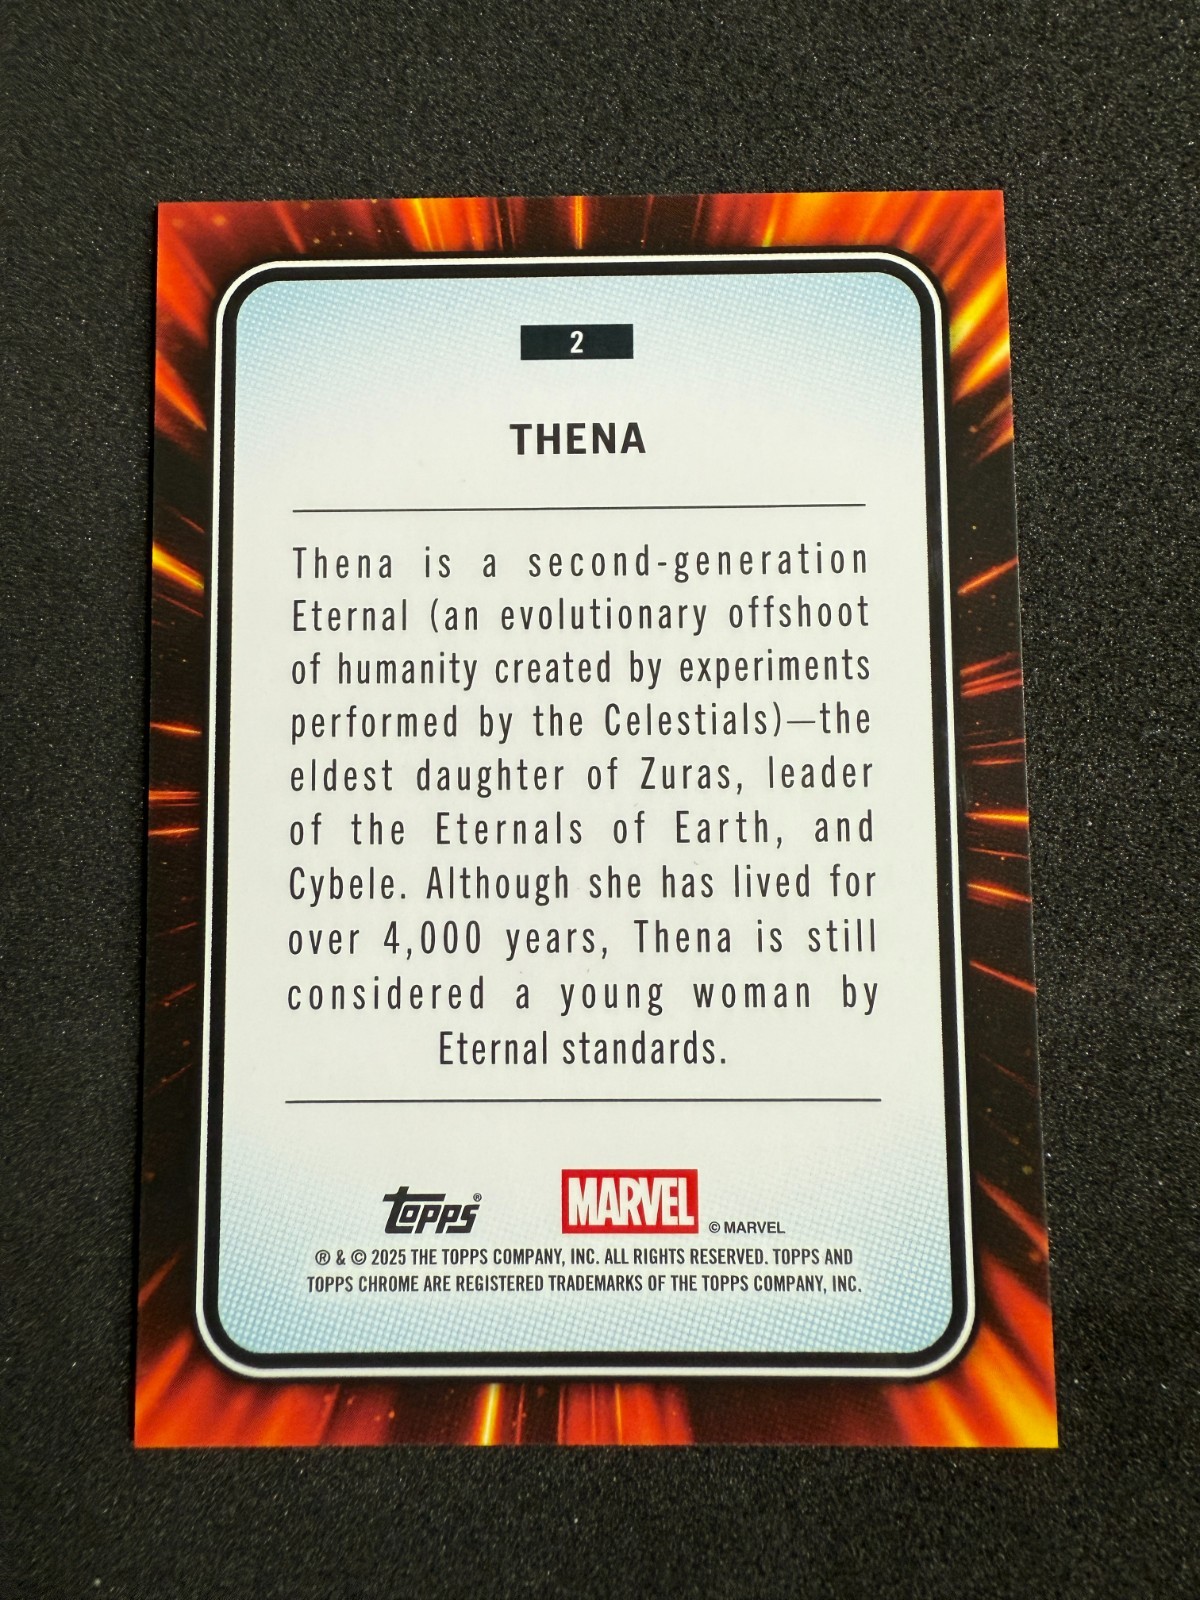 2
THENA
Thena is a second-generation
Eternal (an evolutionary offshoot
of humanity created by experiments
performed by the Celestials)—the
eldest daughter of Zuras, leader
of the Eternals of Earth, and
Cybele. Although she has lived for
over 4,000 years, Thena is still
considered a young woman by
Eternal standards.
Topps® MARVEL © MARVEL
® & © 2025 THE TOPPS COMPANY, INC. ALL RIGHTS RESERVED. TOPPS AND
TOPPS CHROME ARE REGISTERED TRADEMARKS OF THE TOPPS COMPANY, INC.